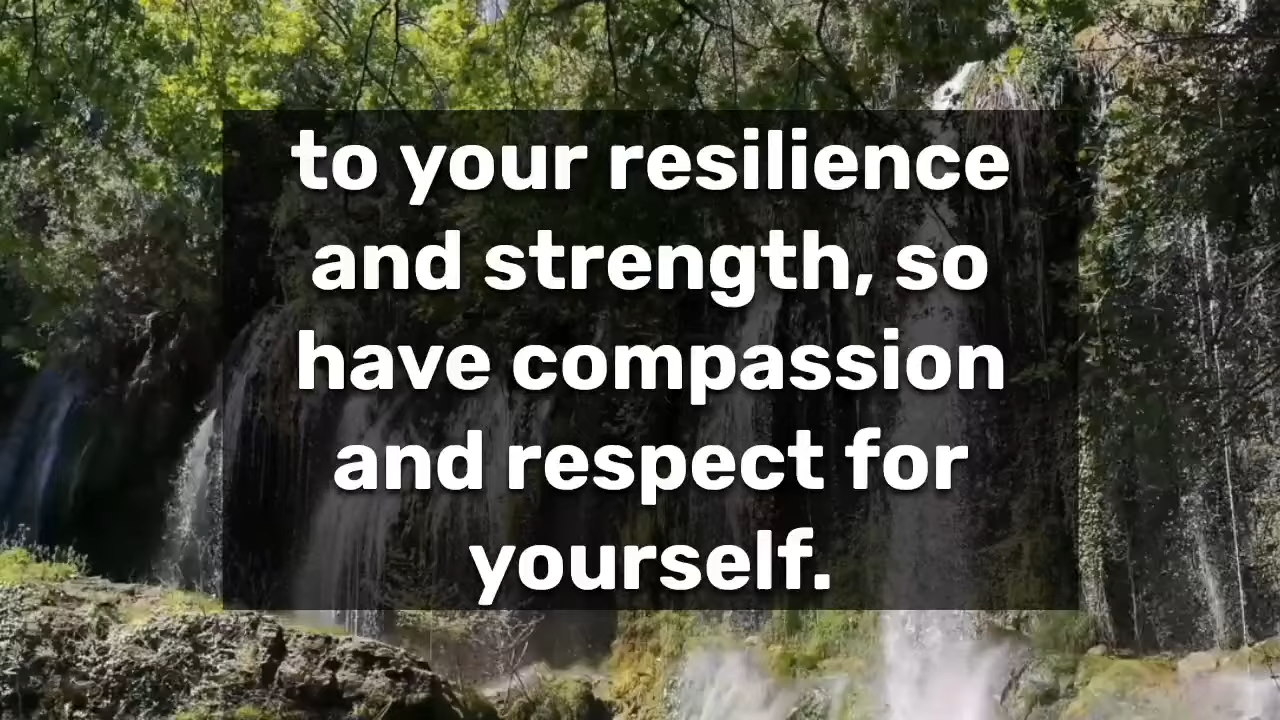 to your resilience
and strength, so
have compassion
and respect for
yourself.